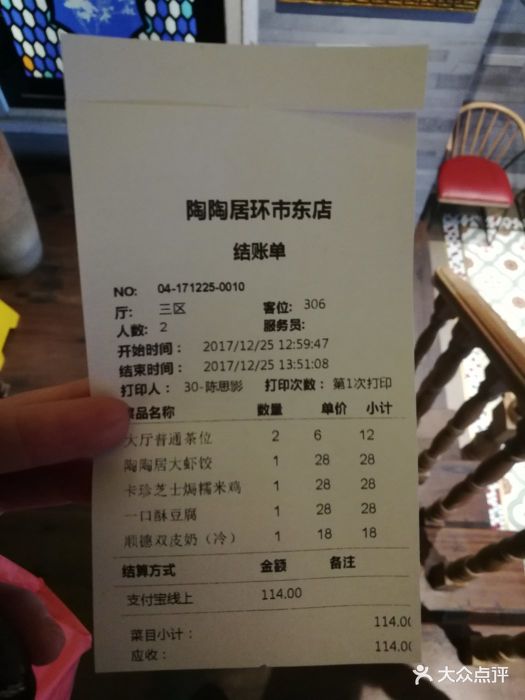 陶陶居环市东店
结账单
NO: 04-171225-0010
厅: 三区 客位: 306
人数: 2 服务员:
开始时间: 2017/12/25 12:59:47
结束时间: 2017/12/25 13:51:08
打印人: 30-陈思影 打印次数: 第1次打印
品名称 数量 单价 小计
大厅普通茶位 2 6 12
陶陶居大虾饺 1 28 28
卡珍芝士焗糯米鸡 1 28 28
一口酥豆腐 1 28 28
顺德双皮奶（冷） 1 18 18
结算方式 金额 备注
支付宝线上 114.00
菜目小计: 114.00
应收: 114.00
大众点评